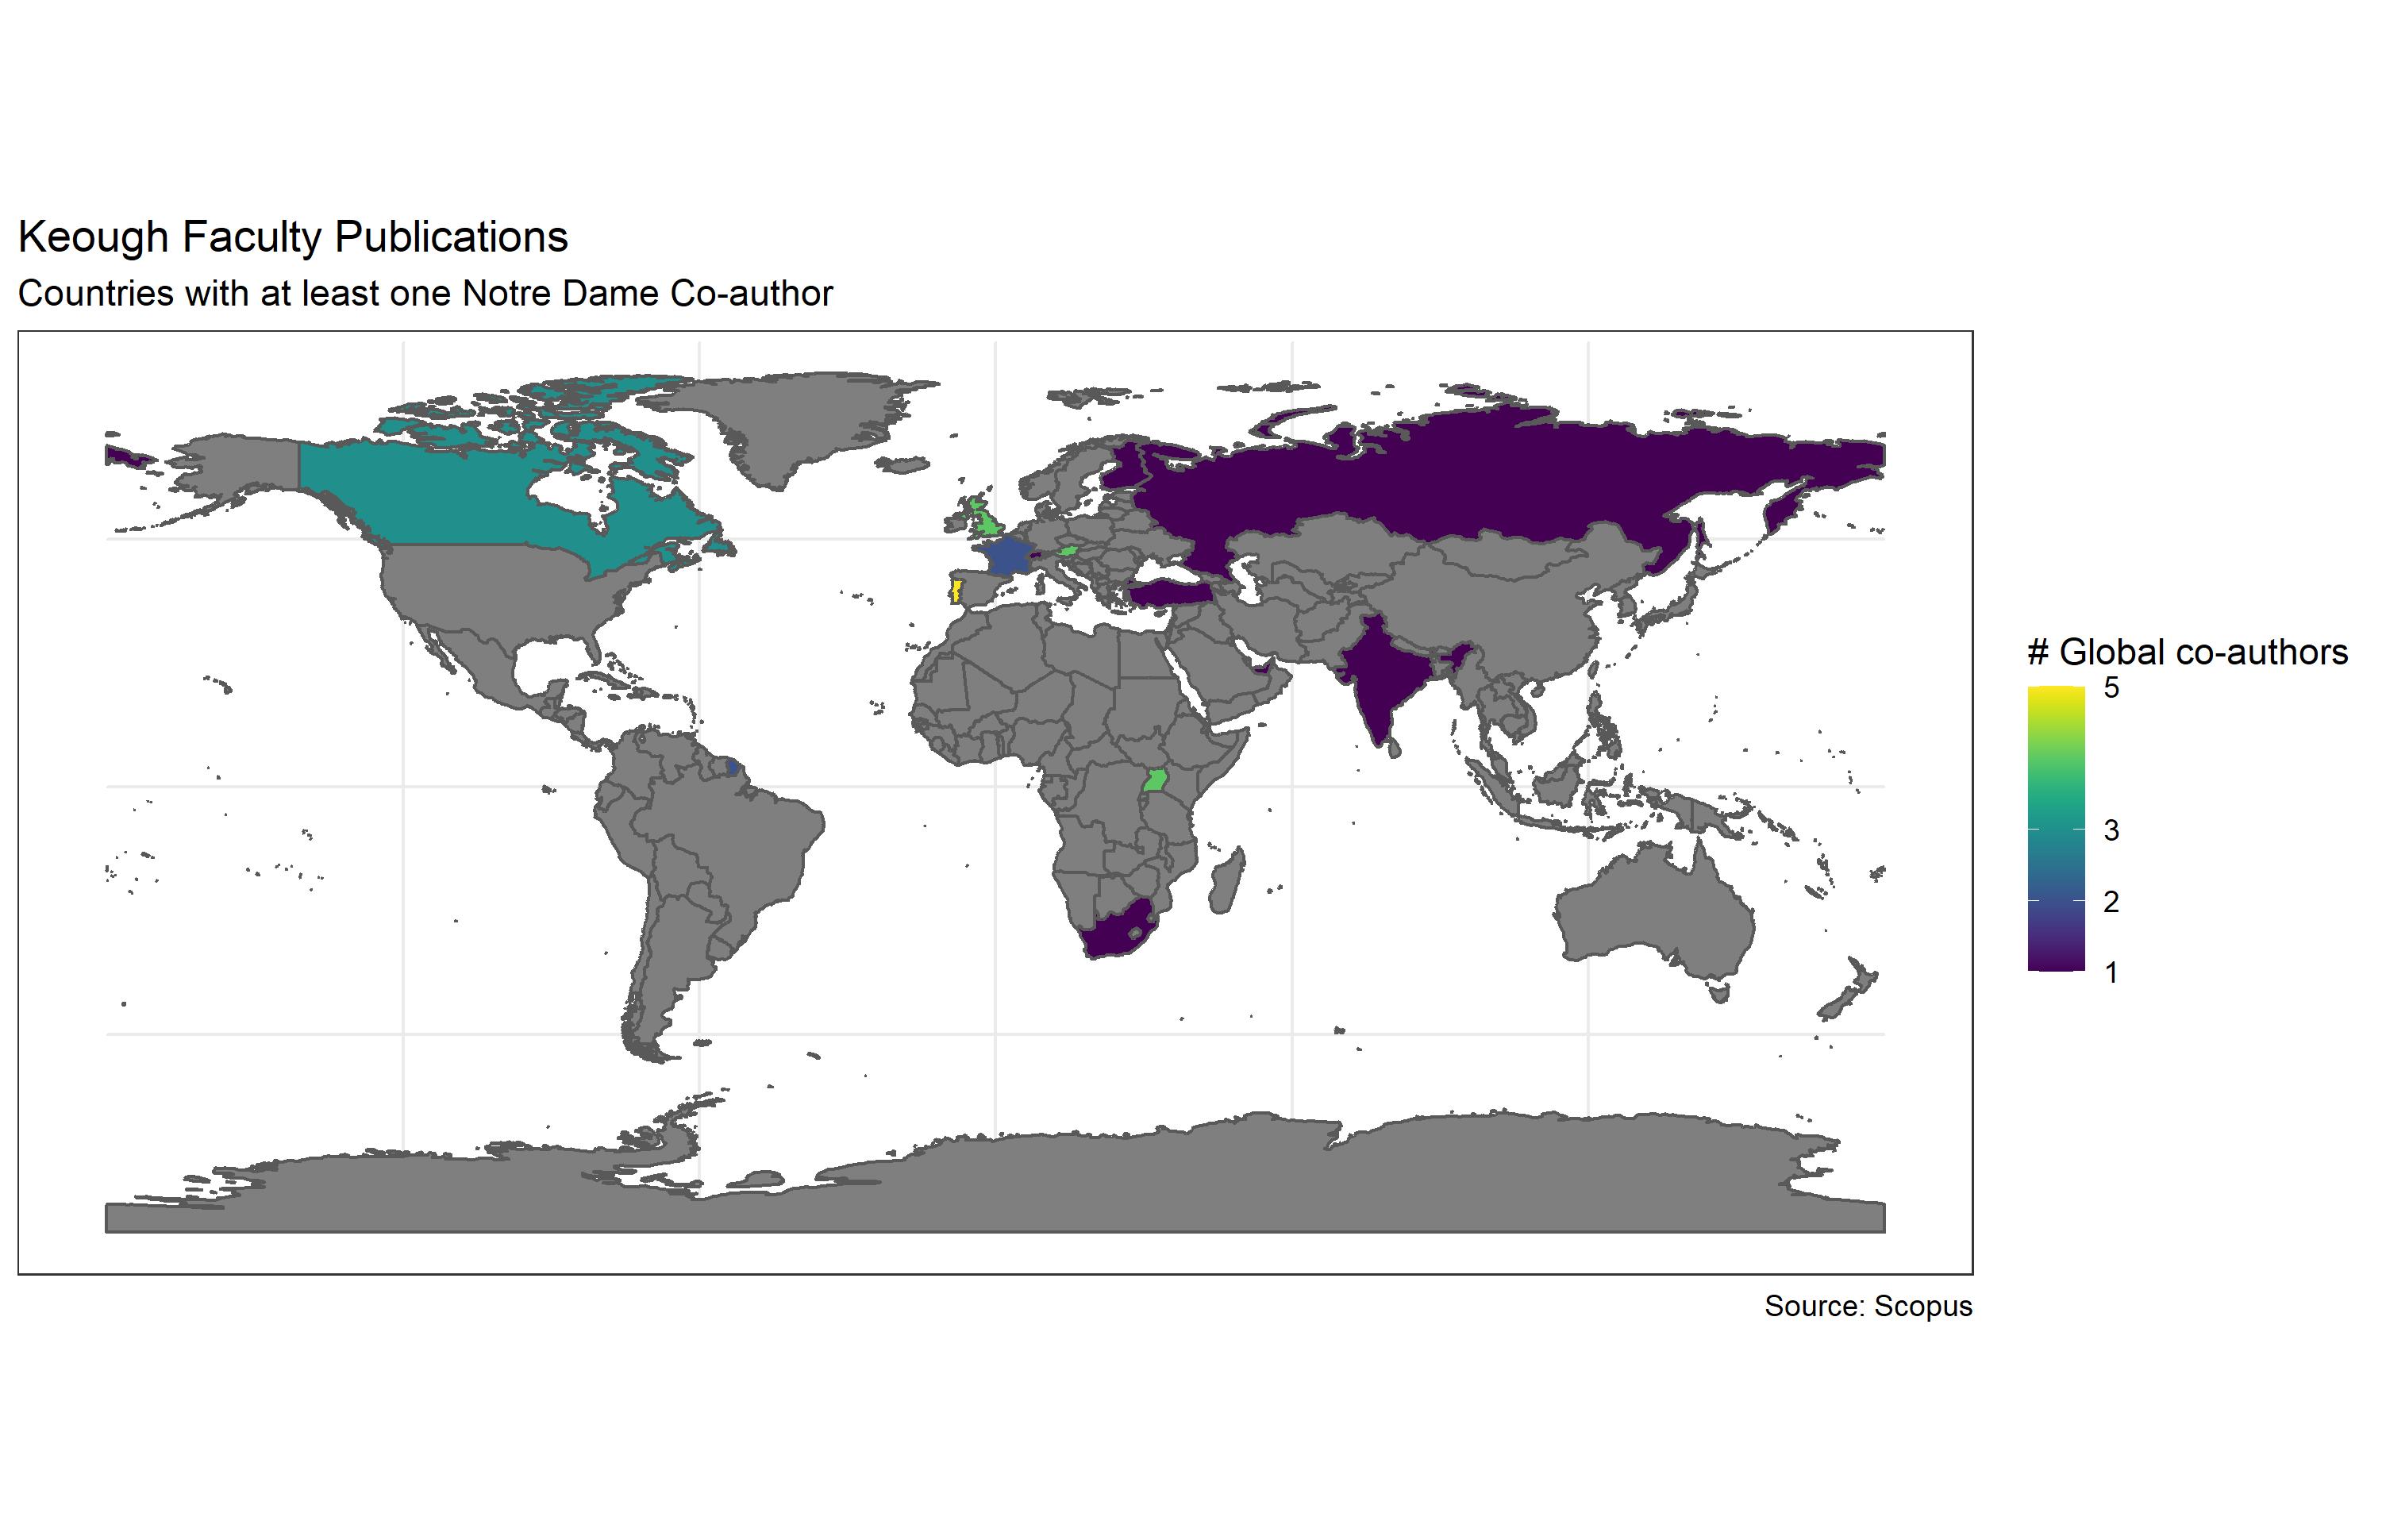 Keough Faculty Publications
Countries with at least one Notre Dame Co-author
# Global co-authors
5
3
2
1
Source: Scopus